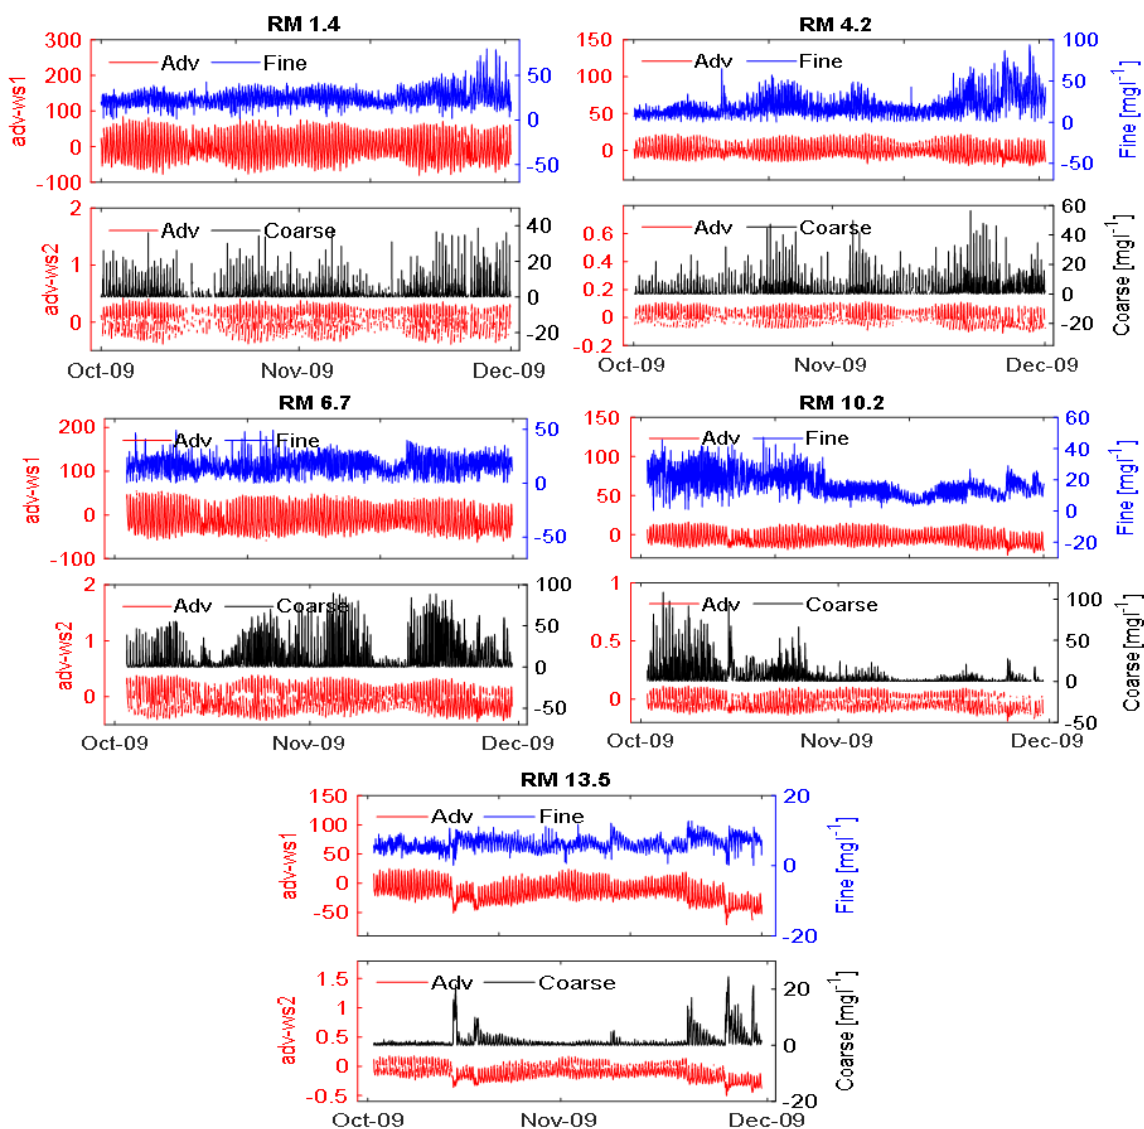 RM 1.4
300
200
100
0
-100
adv-ws1
Adv
Fine
50
0
-50
2
1
0
adv-ws2
Adv
Coarse
40
20
0
-20
Oct-09
Nov-09
Dec-09
RM 4.2
150
100
50
0
Adv
Fine
100
50
0
-50
Fine [mgl⁻¹]
0.6
0.4
0.2
0
-0.2
Adv
Coarse
60
40
20
0
-20
Coarse [mgl⁻¹]
Oct-09
Nov-09
Dec-09
RM 6.7
200
100
0
-100
adv-ws1
Adv
Fine
50
0
-50
2
1
0
adv-ws2
Adv
Coarse
100
50
0
-50
Oct-09
Nov-09
Dec-09
RM 10.2
150
100
50
0
Adv
Fine
60
40
20
0
-20
Fine [mgl⁻¹]
1
0.5
0
Adv
Coarse
100
50
0
-50
Coarse [mgl⁻¹]
Oct-09
Nov-09
Dec-09
RM 13.5
150
100
50
0
-50
adv-ws1
Adv
Fine
20
0
-20
Fine [mgl⁻¹]
1.5
1
0.5
0
-0.5
adv-ws2
Adv
Coarse
20
0
-20
Coarse [mgl⁻¹]
Oct-09
Nov-09
Dec-09